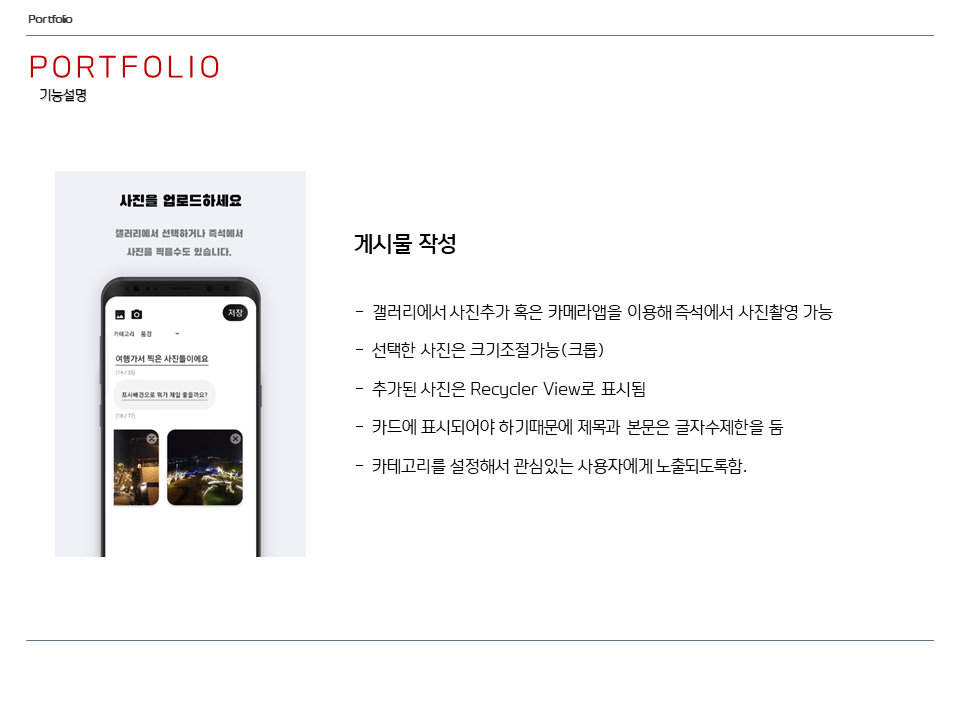 Portfolio
PORTFOLIO
기능설명
사진을 업로드하세요
갤러리에서 선택하거나 즉석에서
사진을 찍을수도 있습니다.
저장
카테고리 풍경
여행가서 찍은 사진들이에요
(14 / 25)
프사배경으로 뭐가 제일 좋을까요?
(18 / 77)
게시물 작성
- 갤러리에서 사진추가 혹은 카메라앱을 이용해 즉석에서 사진촬영 가능
- 선택한 사진은 크기조절가능(크롭)
- 추가된 사진은 Recycler View로 표시됨
- 카드에 표시되어야 하기때문에 제목과 본문은 글자수제한을 둠
- 카테고리를 설정해서 관심있는 사용자에게 노출되도록함.